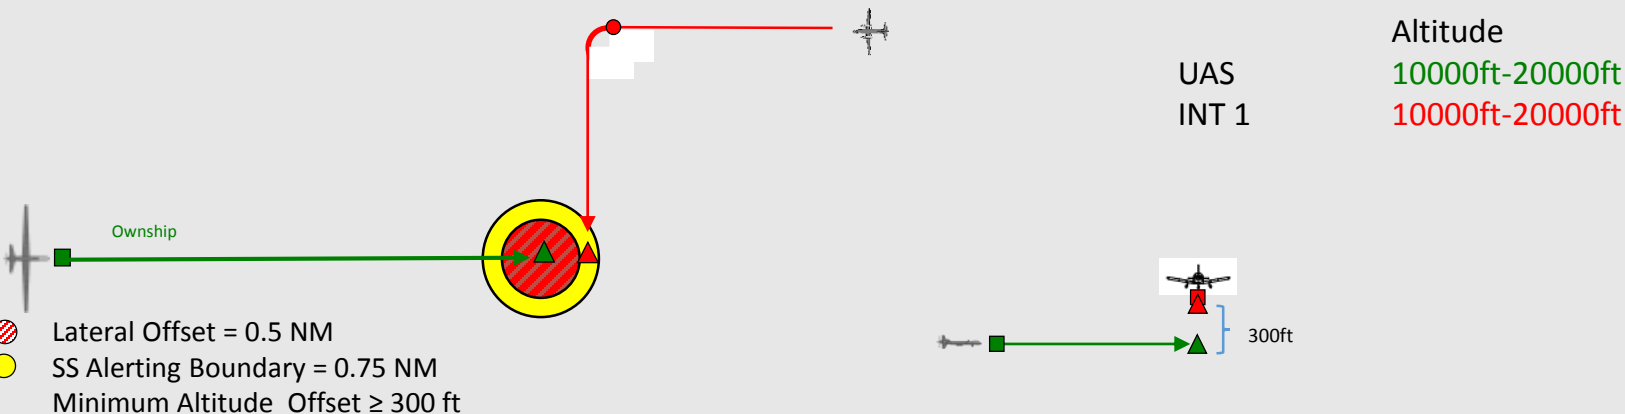 Altitude
UAS 10000ft-20000ft
INT 1 10000ft-20000ft
Ownship
Lateral Offset = 0.5 NM
SS Alerting Boundary = 0.75 NM
Minimum Altitude  Offset ≥ 300 ft
300ft